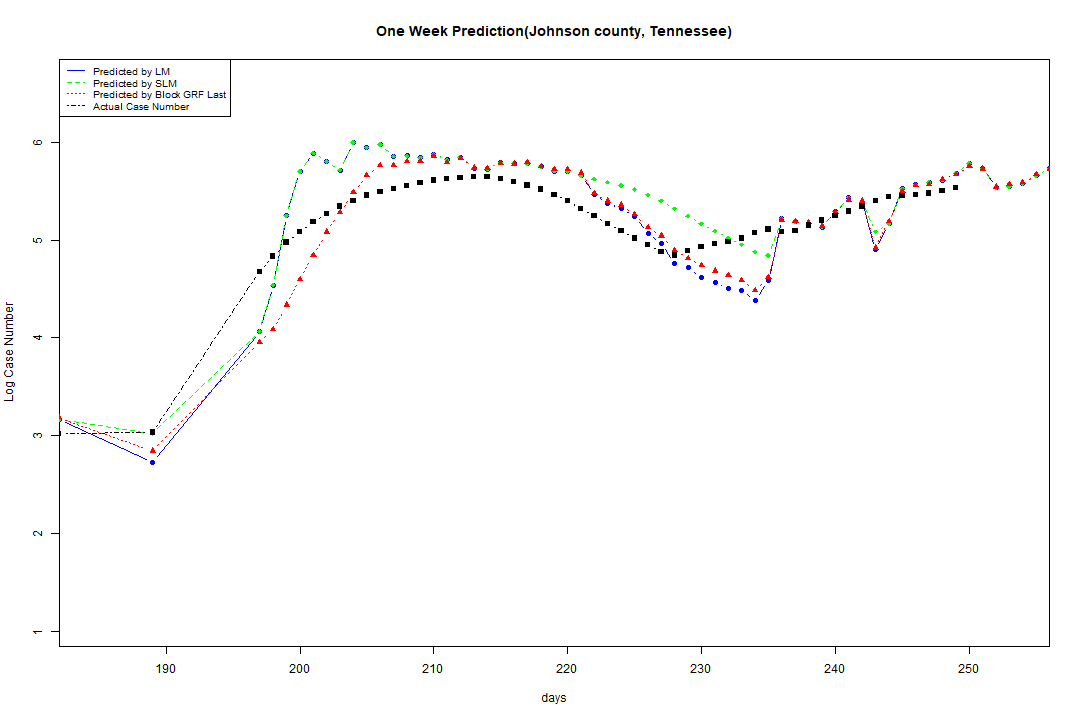 One Week Prediction(Johnson county, Tennessee)
Predicted by LM
Predicted by SLM
Predicted by Block GRF Last
Actual Case Number
Log Case Number
6
5
4
3
2
1
190 200 210 220 230 240 250
days